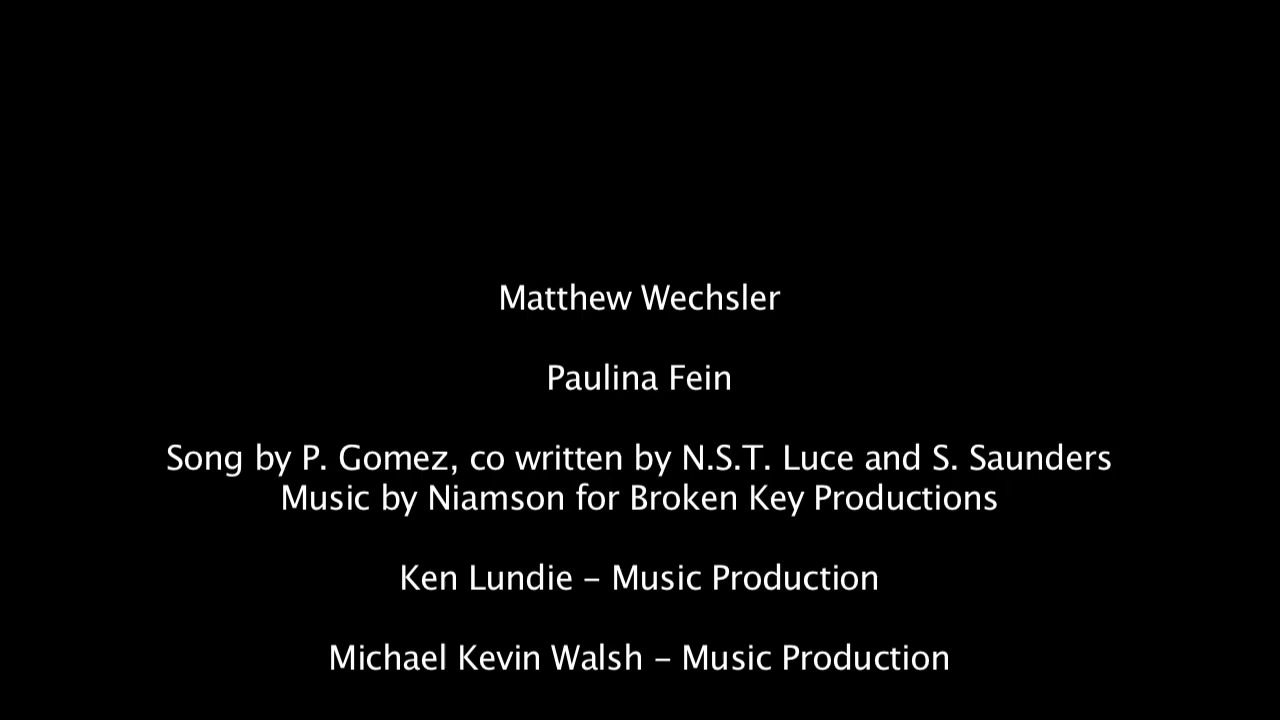 Matthew Wechsler
Paulina Fein
Song by P. Gomez, co written by N.S.T. Luce and S. Saunders
Music by Niamson for Broken Key Productions
Ken Lundie – Music Production
Michael Kevin Walsh – Music Production